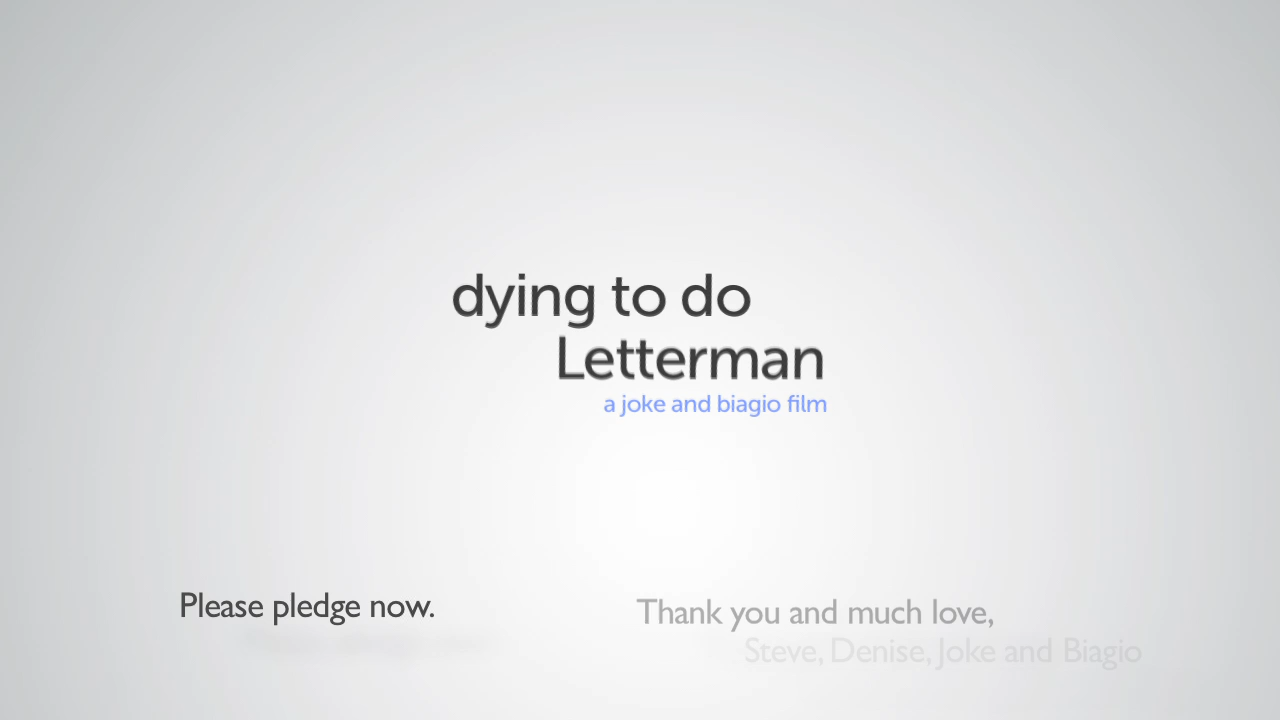 dying to do
Letterman
a joke and biagio film
Please pledge now.
Thank you and much love,
Steve, Denise, Joke and Biagio